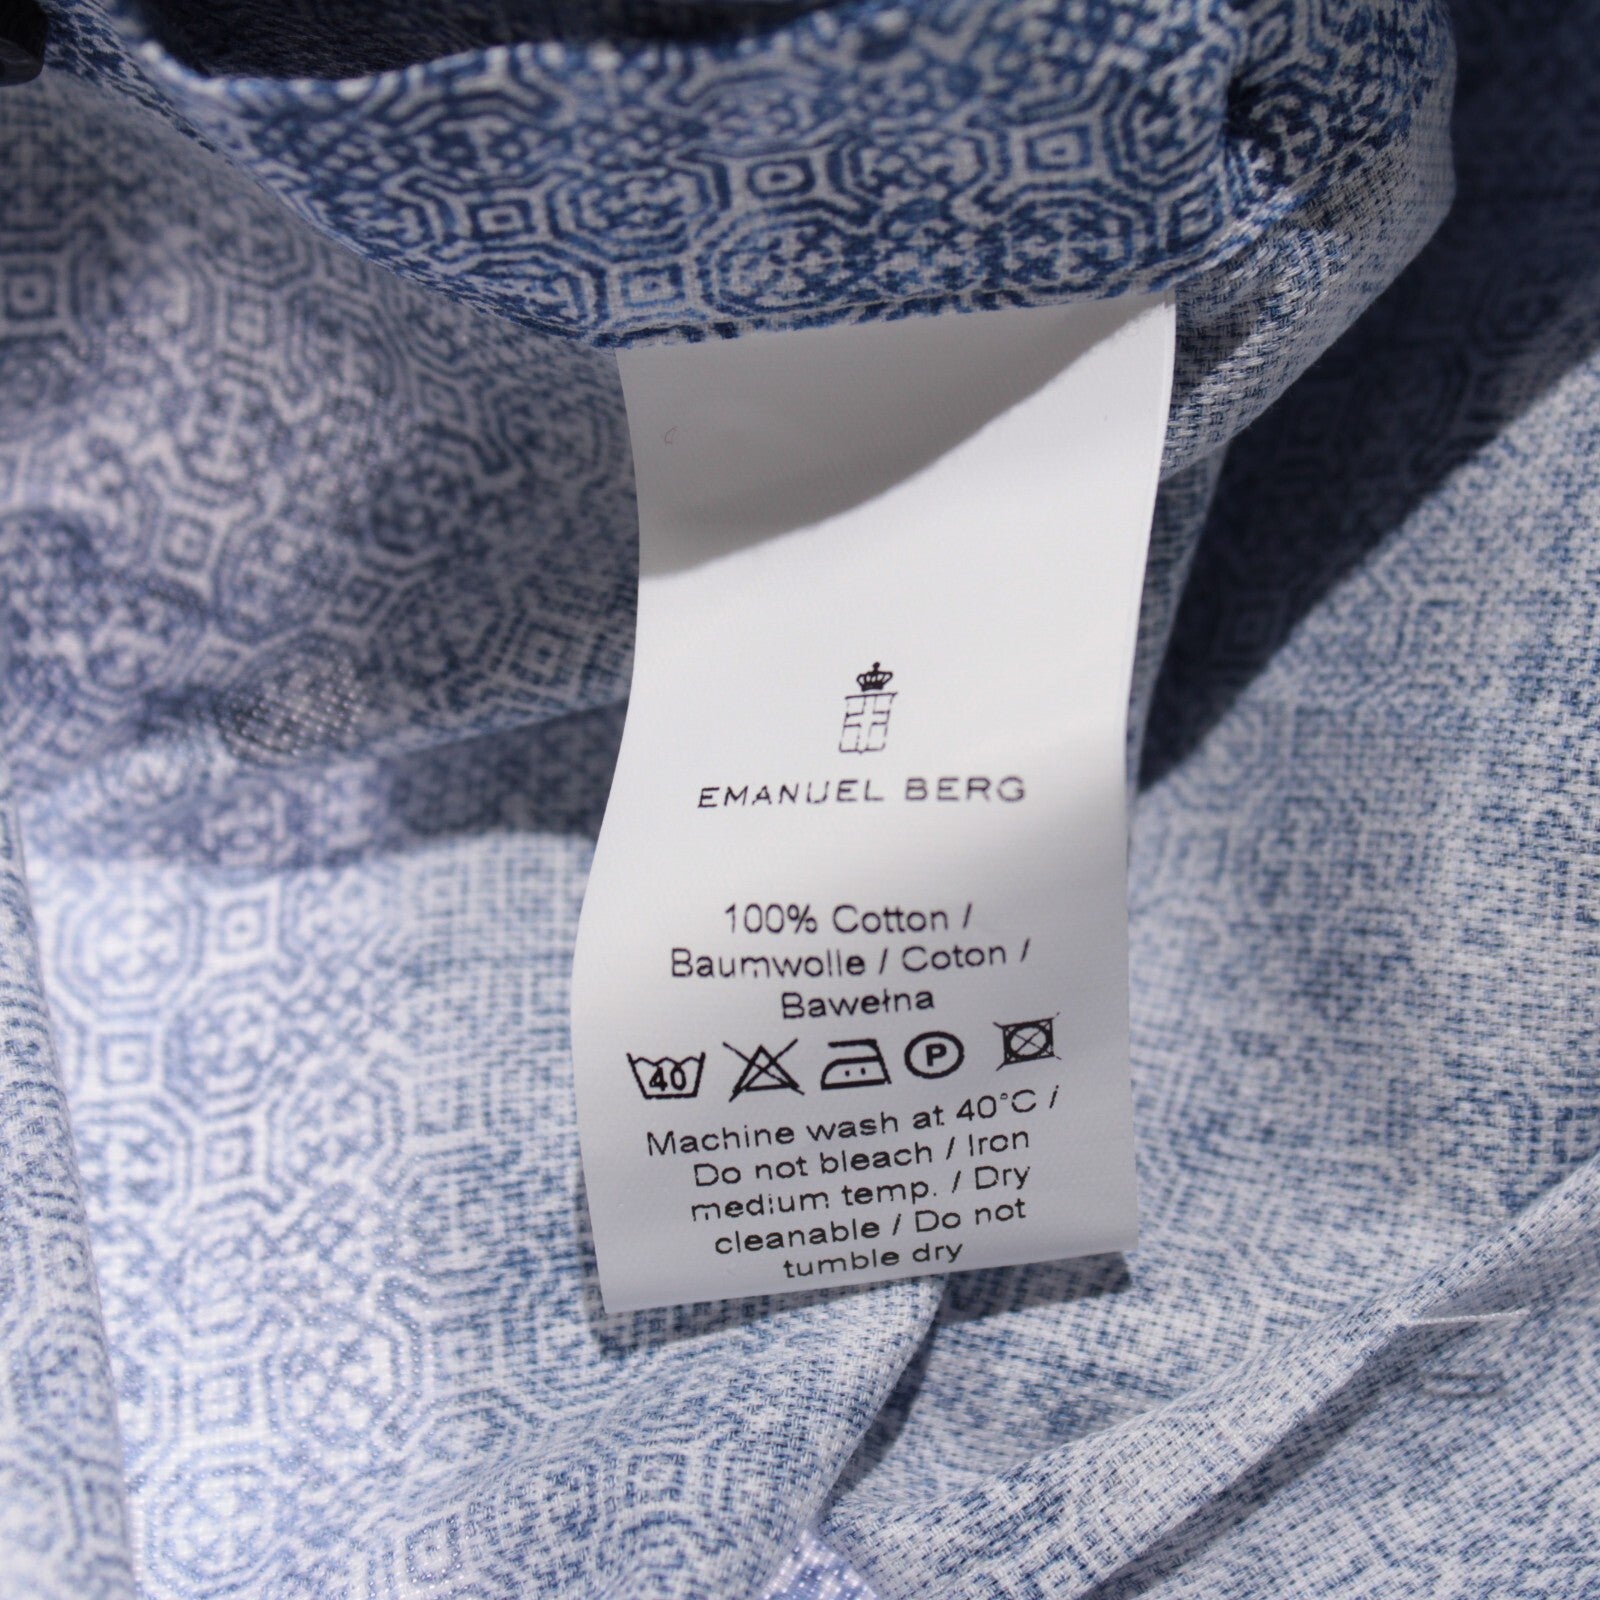 EMANUEL BERG
100% Cotton /
Baumwolle / Coton /
Bawełna
40 P
Machine wash at 40°C /
Do not bleach / Iron
medium temp. / Dry
cleanable / Do not
tumble dry